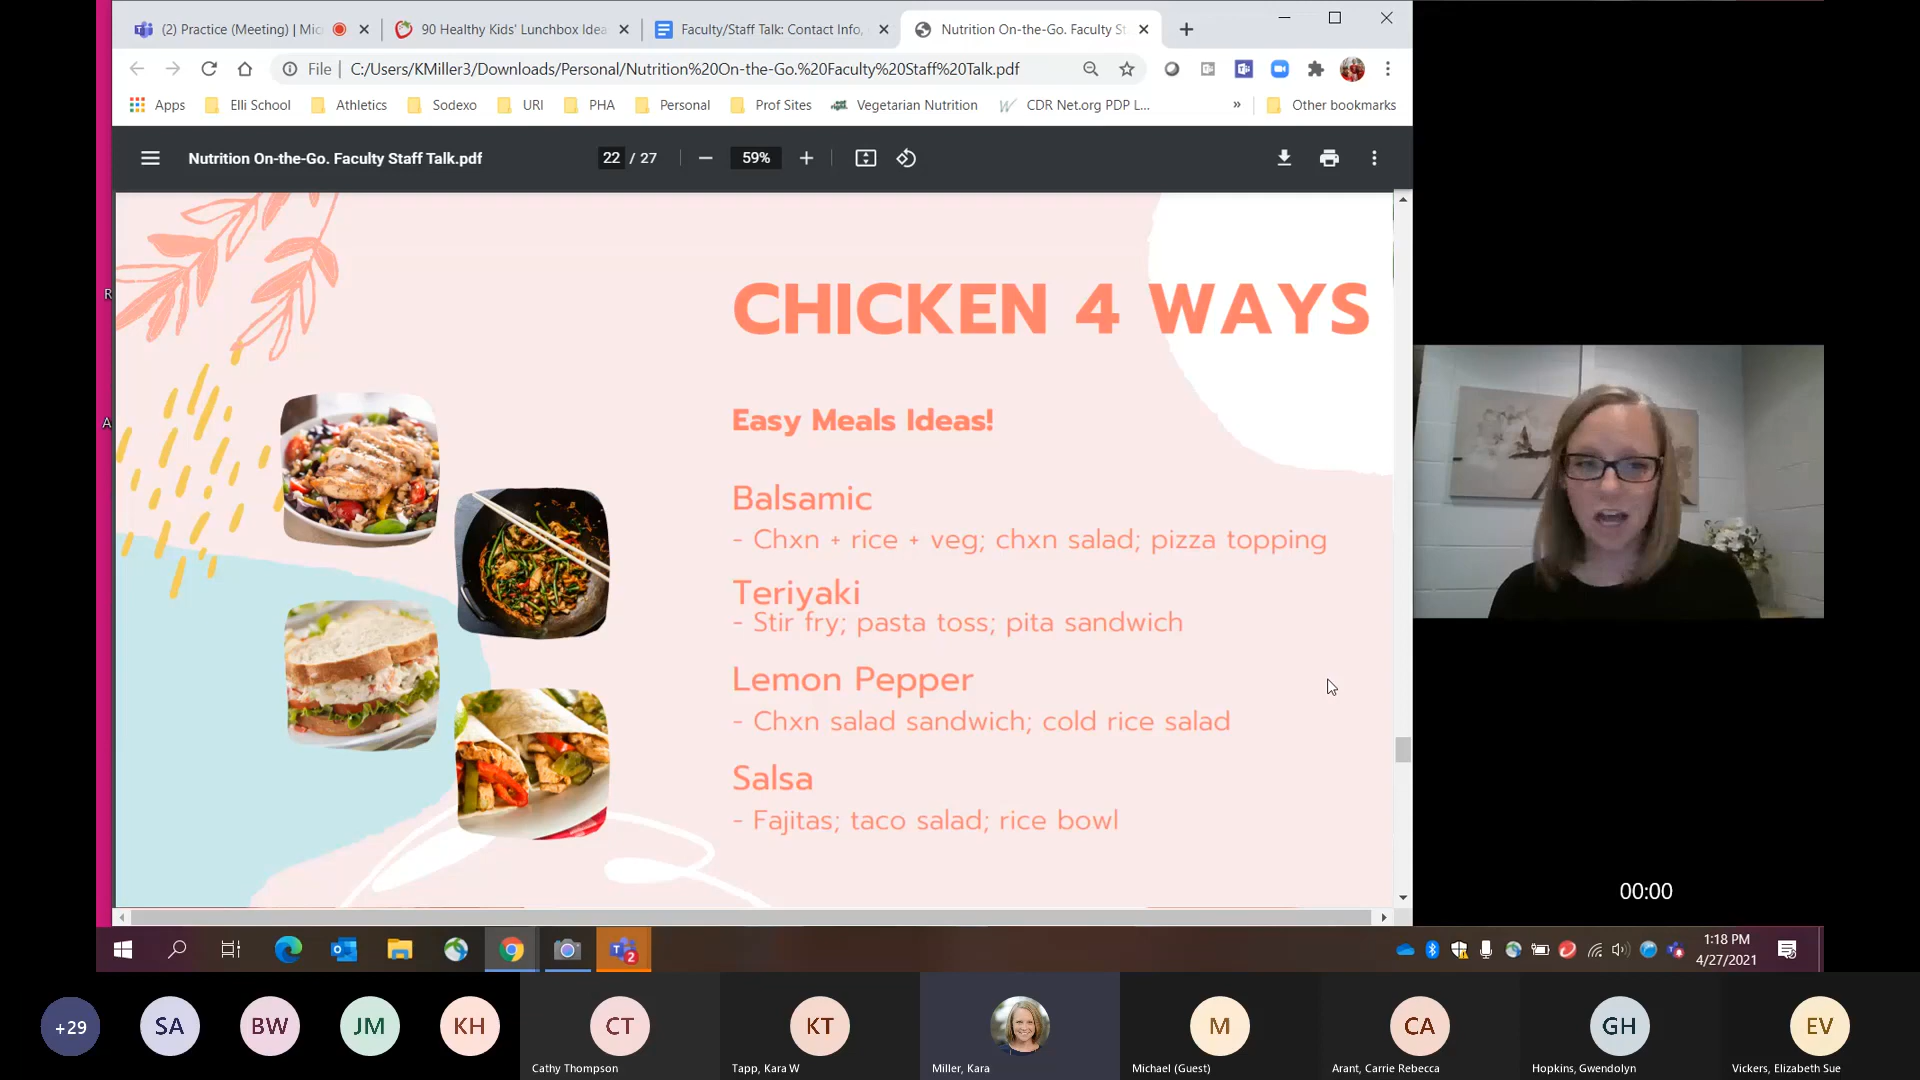 (2) Practice (Meeting) | Mic
90 Healthy Kids' Lunchbox Idea
Faculty/Staff Talk: Contact Info,
Nutrition On-the-Go. Faculty St
File
C:/Users/KMiller3/Downloads/Personal/Nutrition%20On-the-Go.%20Faculty%20Staff%20Talk.pdf
Apps
Elli School
Athletics
Sodexo
URI
PHA
Personal
Prof Sites
Vegetarian Nutrition
CDR Net.org PDP L...
»
Other bookmarks
Nutrition On-the-Go. Faculty Staff Talk.pdf
22 / 27
59%
R
A
CHICKEN 4 WAYS
Easy Meals Ideas!
Balsamic
- Chxn + rice + veg; chxn salad; pizza topping
Teriyaki
- Stir fry; pasta toss; pita sandwich
Lemon Pepper
- Chxn salad sandwich; cold rice salad
Salsa
- Fajitas; taco salad; rice bowl
00:00
2
1:18 PM
4/27/2021
+29
SA
BW
JM
KH
CT
KT
M
CA
GH
EV
Cathy Thompson
Tapp, Kara W
Miller, Kara
Michael (Guest)
Arant, Carrie Rebecca
Hopkins, Gwendolyn
Vickers, Elizabeth Sue